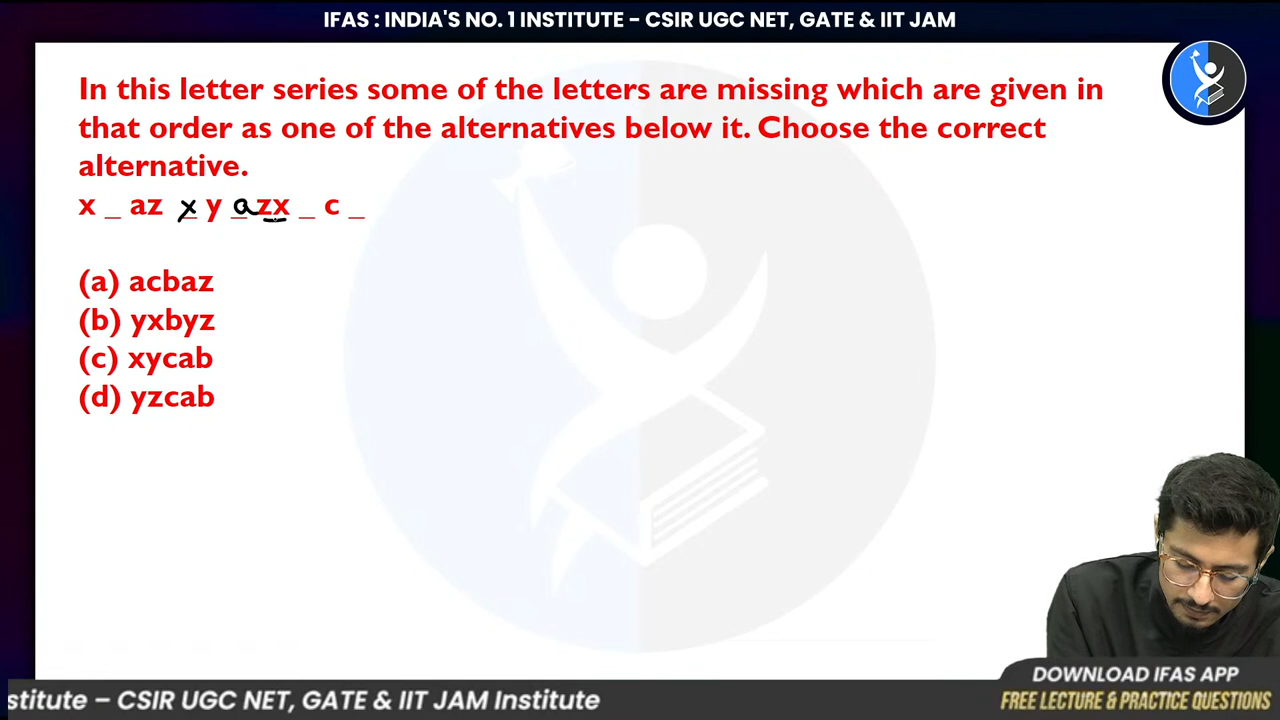 IFAS : INDIA'S NO. 1 INSTITUTE – CSIR UGC NET, GATE & IIT JAM
In this letter series some of the letters are missing which are given in
that order as one of the alternatives below it. Choose the correct
alternative.
x _ az x y a zx _ c _
(a) acbaz
(b) yxbyz
(c) xycab
(d) yzcab
DOWNLOAD IFAS APP
FREE LECTURE & PRACTICE QUESTIONS
stitute – CSIR UGC NET, GATE & IIT JAM Institute